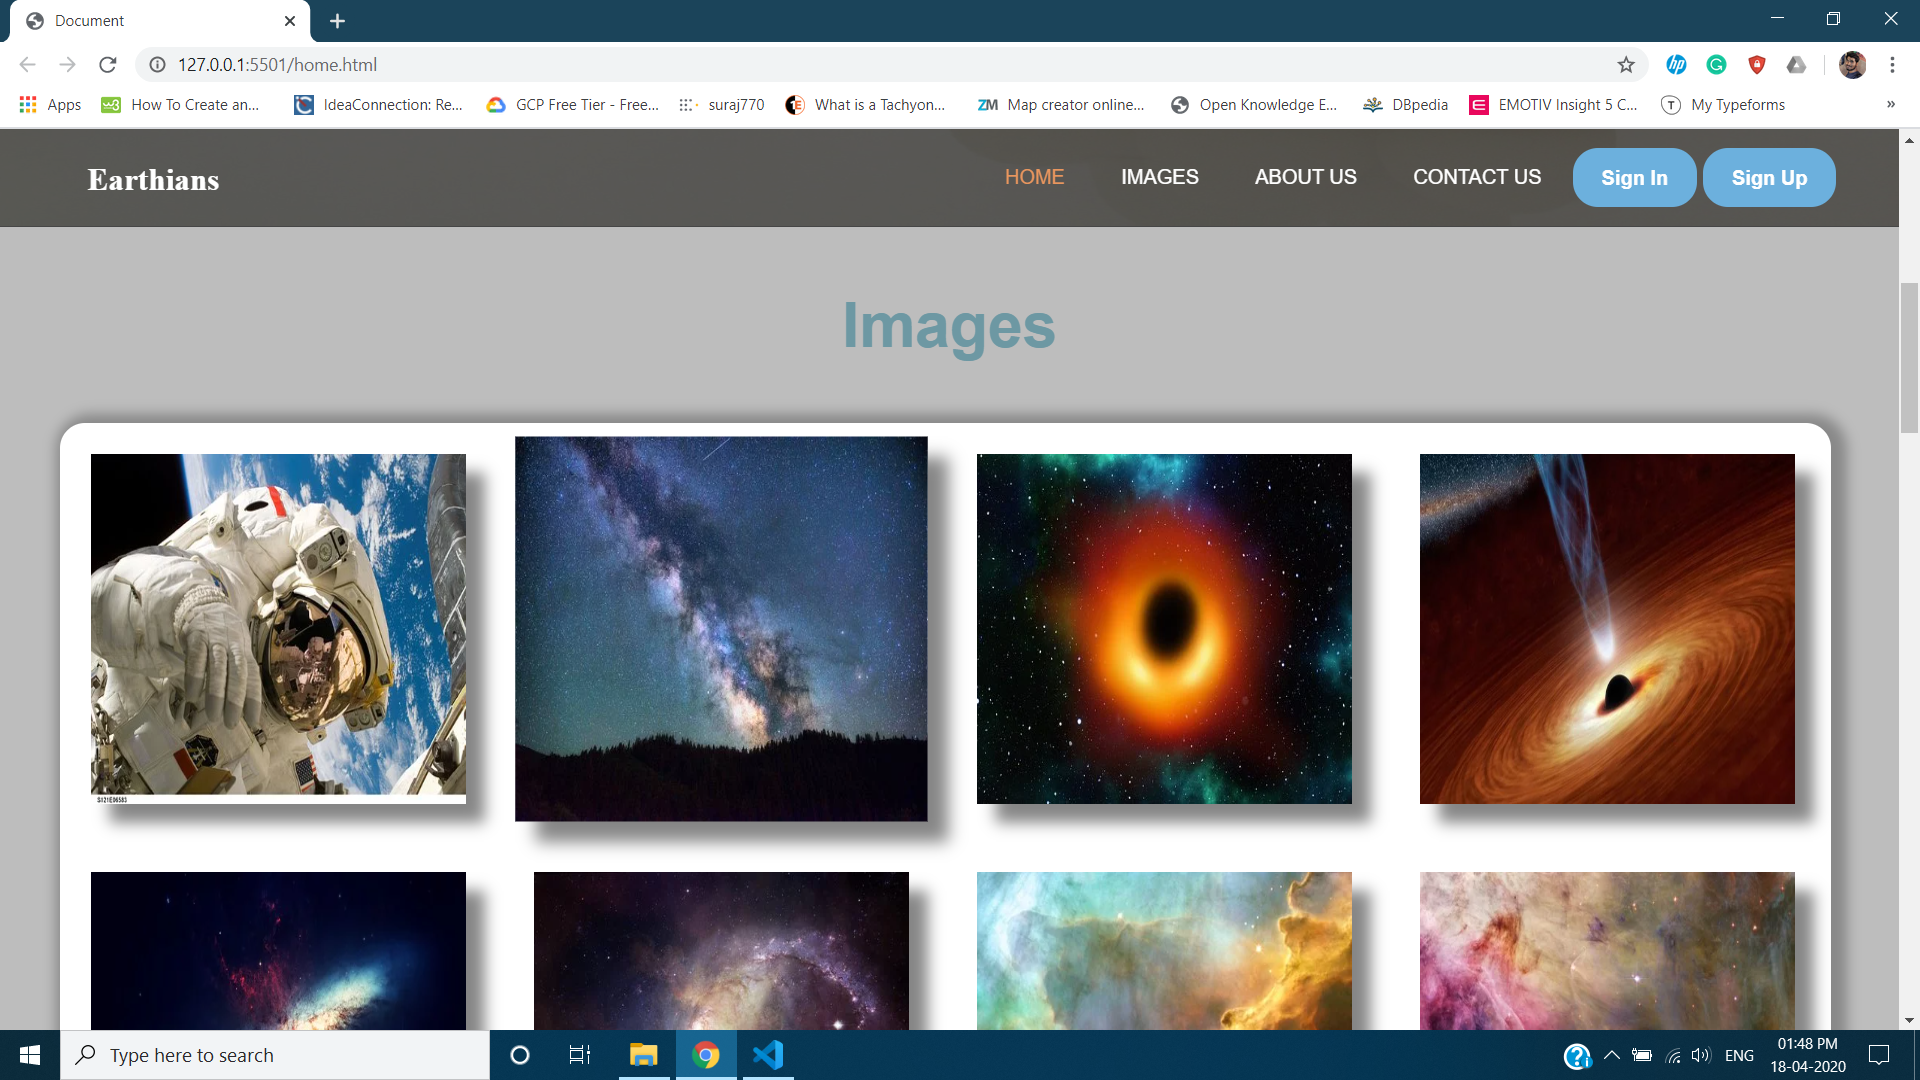 Document
127.0.0.1:5501/home.html
Apps
How To Create an...
IdeaConnection: Re...
GCP Free Tier - Free...
suraj770
What is a Tachyon...
ZM Map creator online...
Open Knowledge E...
DBpedia
EMOTIV Insight 5 C...
My Typeforms
»
Earthians
HOME
IMAGES
ABOUT US
CONTACT US
Sign In
Sign Up
Images
S121E06583
Type here to search
ENG
01:48 PM
18-04-2020